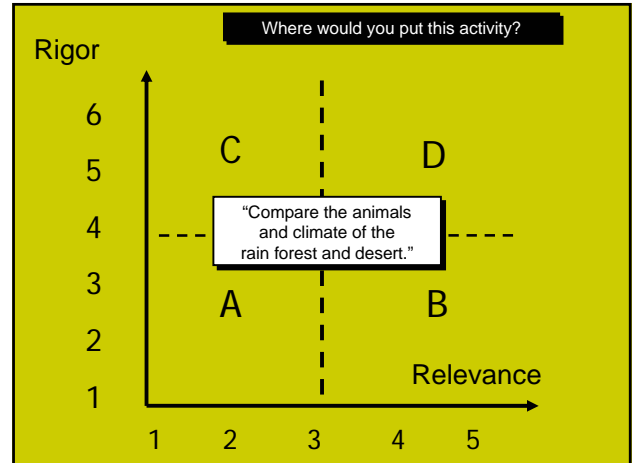 Where would you put this activity?
Rigor
6
5
4
3
2
1
C
D
“Compare the animals
and climate of the
rain forest and desert.”
A
B
Relevance
1 2 3 4 5